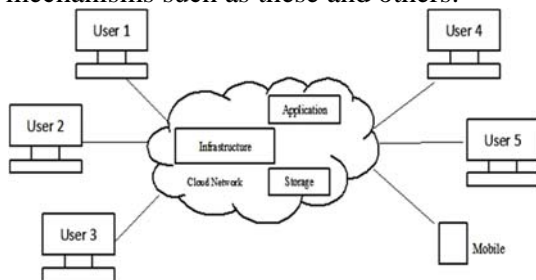 mechanisms such as these and others.
User 1
User 4
Application
User 2
Infrastructure
User 5
Cloud Network
Storage
User 3
Mobile